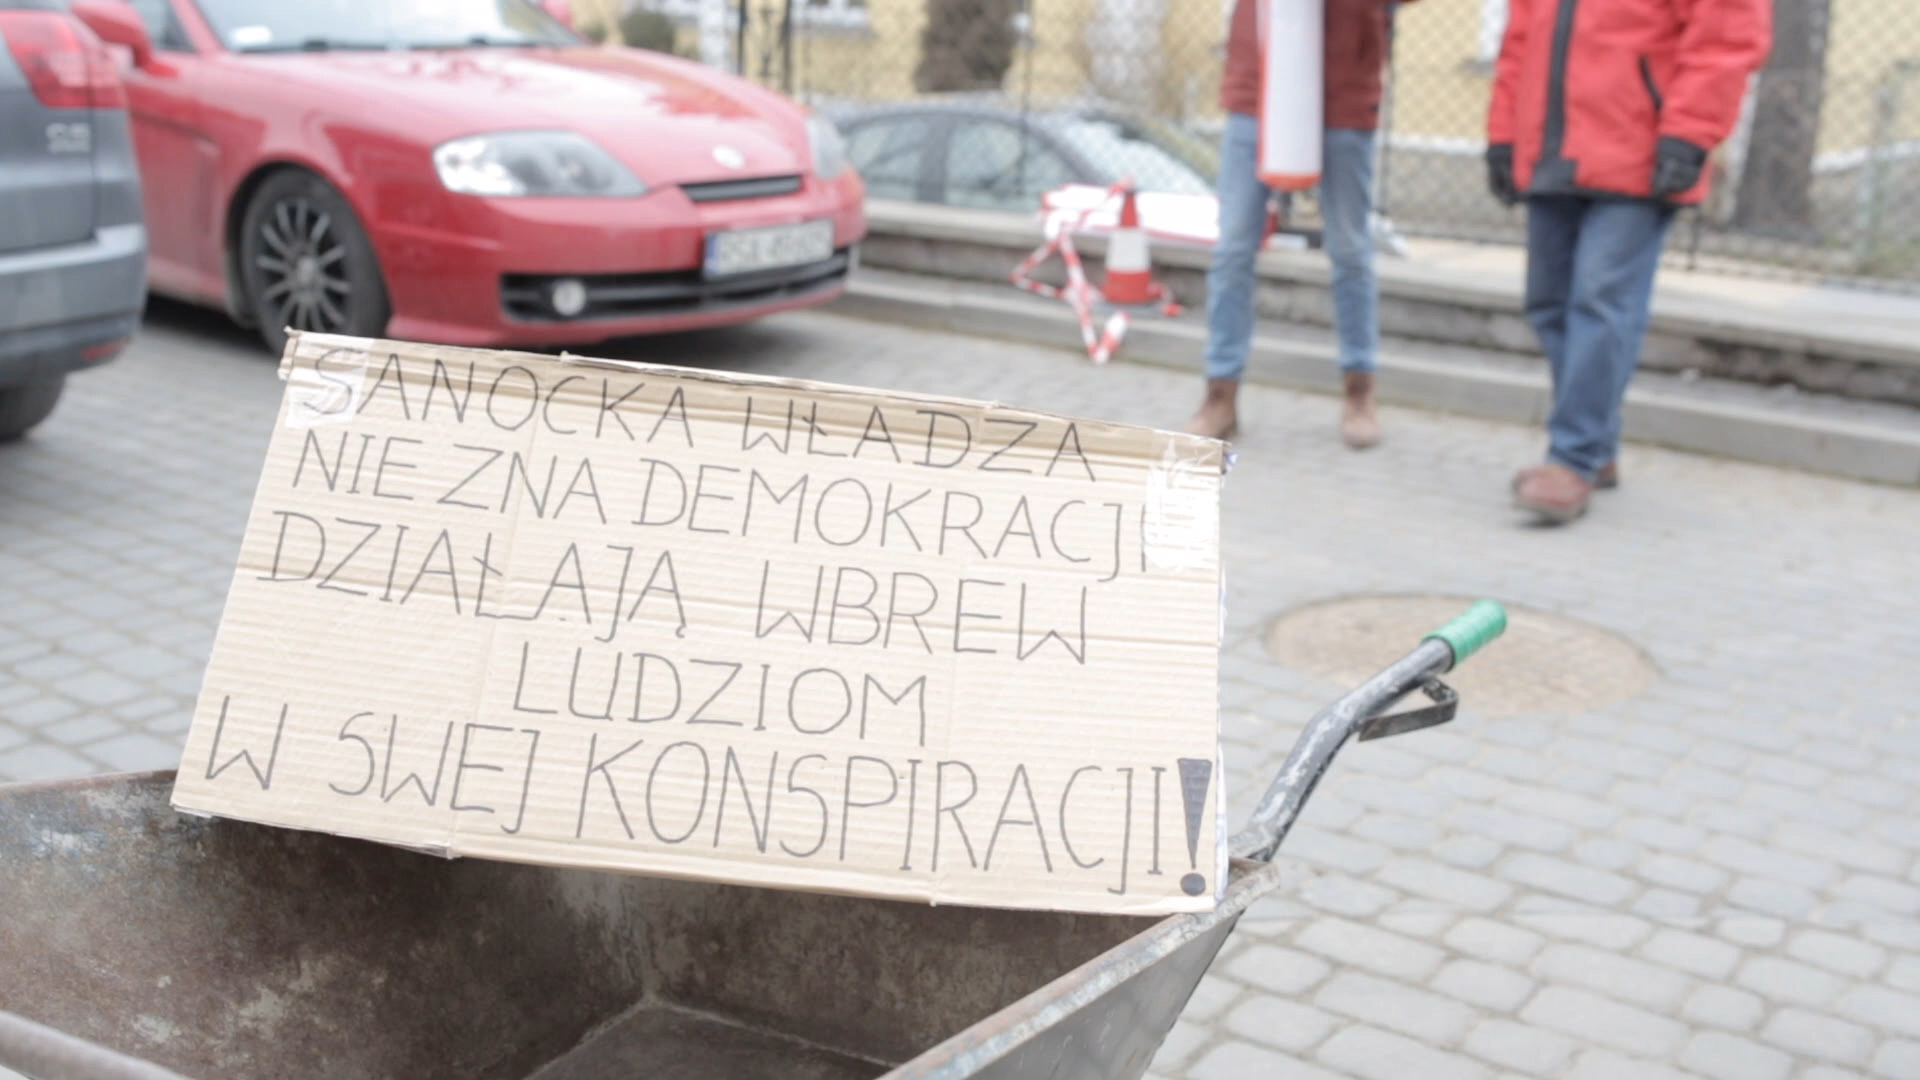 SANOCKA WŁADZA
NIE ZNA DEMOKRACJI
DZIAŁAJĄ WBREW
LUDZIOM
W SWEJ KONSPIRACJI!